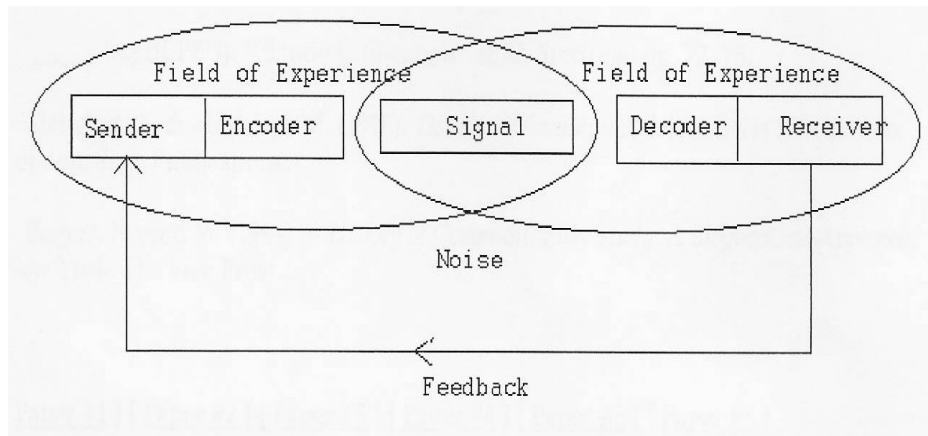 Field of Experience Field of Experience
Sender Encoder Signal Decoder Receiver
Noise
Feedback